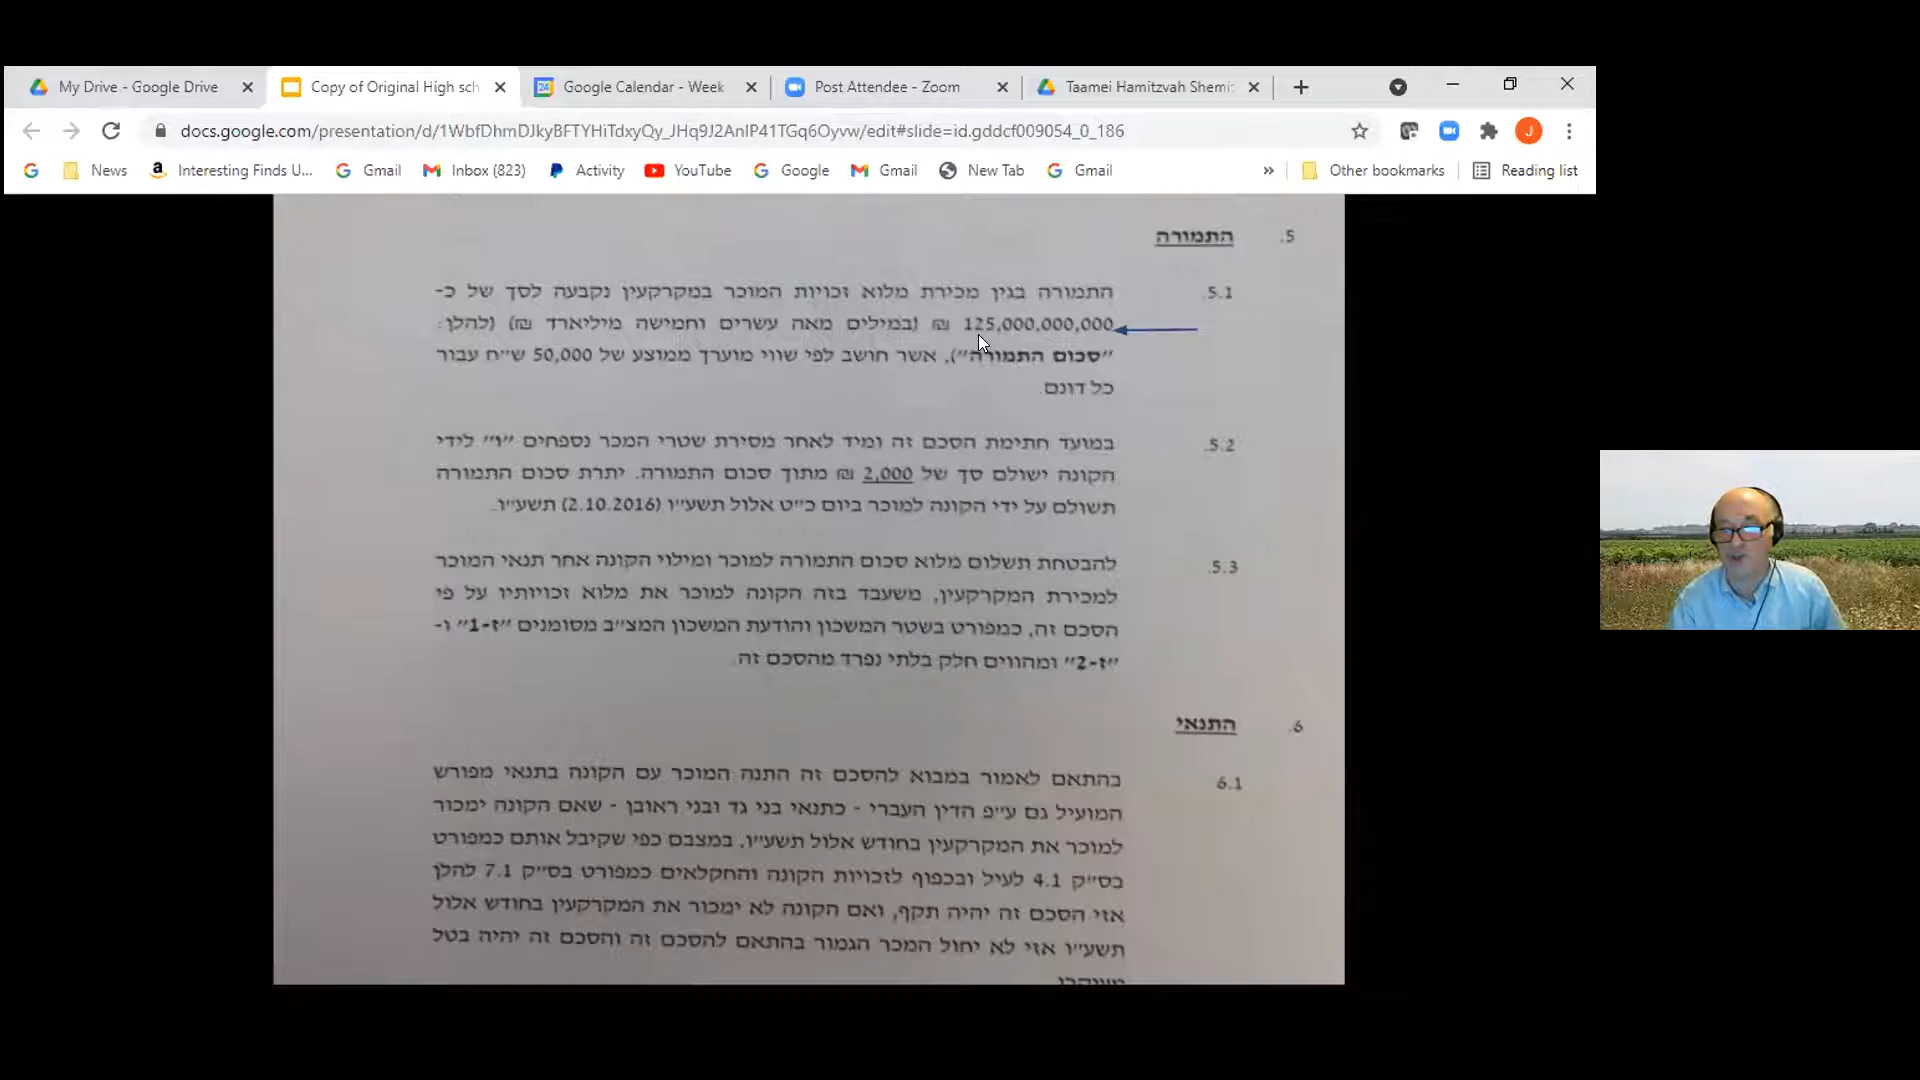 My Drive - Google Drive
Copy of Original High sch
Google Calendar - Week
Post Attendee - Zoom
Taamei Hamitzvah Shemit
docs.google.com/presentation/d/1WbfDhmDJkyBFTYHiTdxyQy_JHq9J2AnlP41TGq6Oyvw/edit#slide=id.gddcf009054_0_186
J
News
Interesting Finds U...
Gmail
Inbox (823)
Activity
YouTube
Google
Gmail
New Tab
Gmail
»
Other bookmarks
Reading list
5. התמורה
5.1. התמורה בגין מכירת מלוא זכויות המוכר במקרקעין נקבעה לסך של כ-
125,000,000,000 ₪ (במילים מאה עשרים וחמישה מיליארד ₪) (להלן:
"סכום התמורה"), אשר חושב לפי שווי מוערך ממוצע של 50,000 ש"ח עבור
כל דונם.
5.2. במועד חתימת הסכם זה ומיד לאחר מסירת שטרי המכר נספחים "ו" לידי
הקונה ישולם סך של 2,000 ₪ מתוך סכום התמורה. יתרת סכום התמורה
תשולם על ידי הקונה למוכר ביום כ"ט אלול תשע"ו (2.10.2016) תשע"ו.
5.3. להבטחת תשלום מלוא סכום התמורה למוכר ומילוי הקונה אחר תנאי המוכר
למכירת המקרקעין, משעבד בזה הקונה למוכר את מלוא זכויותיו על פי
הסכם זה, כמפורט בשטר המשכון והודעת המשכון המצ"ב מסומנים "ז-1" ו-
"ז-2" ומהווים חלק בלתי נפרד מהסכם זה.
6. התנאי
6.1 בהתאם לאמור במבוא להסכם זה התנה המוכר עם הקונה בתנאי מפורש
המועיל גם ע"פ הדין העברי - כתנאי בני גד ובני ראובן - שאם הקונה ימכור
למוכר את המקרקעין בחודש אלול תשע"ו, במצבם כפי שקיבל אותם כמפורט
בס"ק 4.1 לעיל ובכפוף לזכויות הקונה והחקלאים כמפורט בס"ק 7.1 להלן
אזי הסכם זה יהיה תקף, ואם הקונה לא ימכור את המקרקעין בחודש אלול
תשע"ו אזי לא יחול המכר הגמור בהתאם להסכם זה והסכם זה יהיה בטל